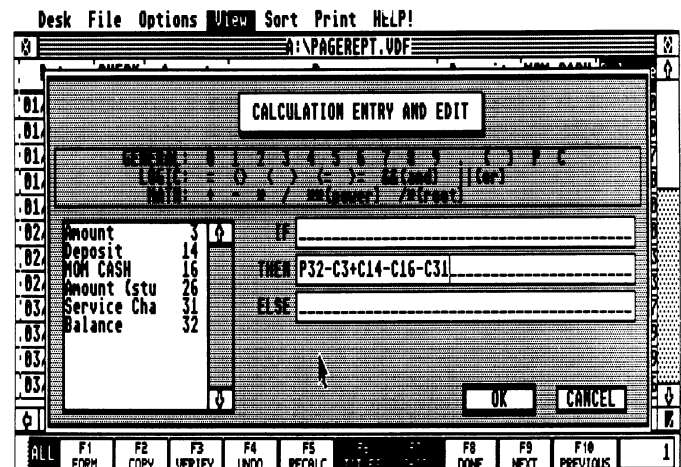 Desk File Options View Sort Print HELP!
A:\PAGEREPT.VDF
CALCULATION ENTRY AND EDIT
GENERAL: 0 1 2 3 4 5 6 7 8 9 . ( ) P C
LOGIC: = <> < > <= >= &&(and) ||(or)
MATH: + - * / **(power) /*(root)
Amount 3
Deposit 14
MOM CASH 16
Amount (stu 26
Service Cha 31
Balance 32
IF
THEN P32-C3+C14-C16-C31
ELSE
OK CANCEL
ALL F1 FORM F2 COPY F3 VERIFY F4 UNDO F5 RECALC F8 DONE F9 NEXT F10 PREVIOUS 1